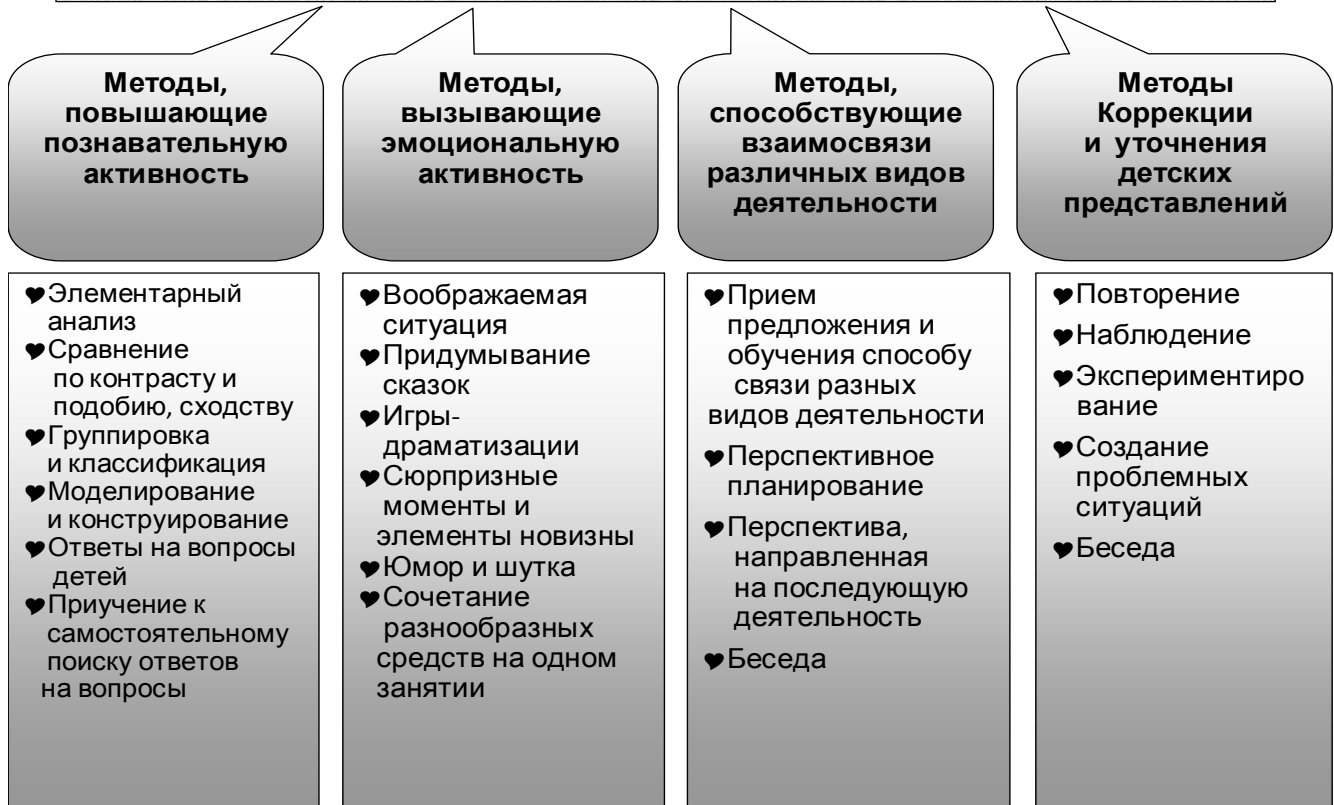 Методы,
повышающие
познавательную
активность
Методы,
вызывающие
эмоциональную
активность
Методы,
способствующие
взаимосвязи
различных видов
деятельности
Методы
Коррекции
и уточнения
детских
представлений
Элементарный
анализ
Сравнение
по контрасту и
подобию, сходству
Группировка
и классификация
Моделирование
и конструирование
Ответы на вопросы
детей
Приучение к
самостоятельному
поиску ответов
на вопросы
Воображаемая
ситуация
Придумывание
сказок
Игры-
драматизации
Сюрпризные
моменты и
элементы новизны
Юмор и шутка
Сочетание
разнообразных
средств на одном
занятии
Прием
предложения и
обучения способу
связи разных
видов деятельности
Перспективное
планирование
Перспектива,
направленная
на последующую
деятельность
Беседа
Повторение
Наблюдение
Экспериментиро
вание
Создание
проблемных
ситуаций
Беседа